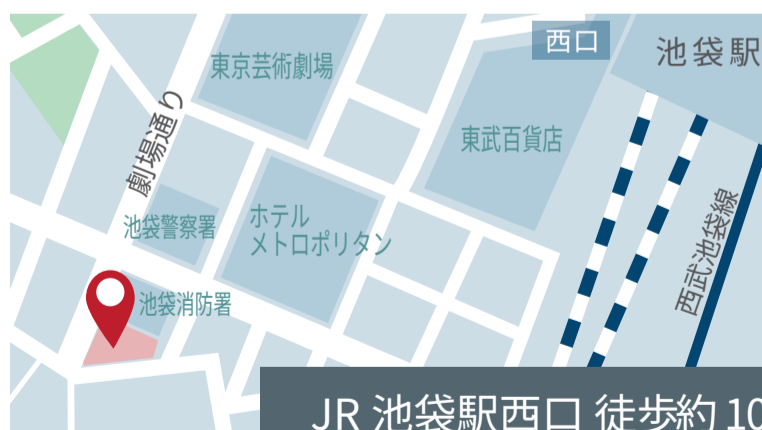 西口
池袋駅
東京芸術劇場
劇場通り
東武百貨店
池袋警察署
ホテル
メトロポリタン
西武池袋線
池袋消防署
JR 池袋駅西口 徒歩約 10